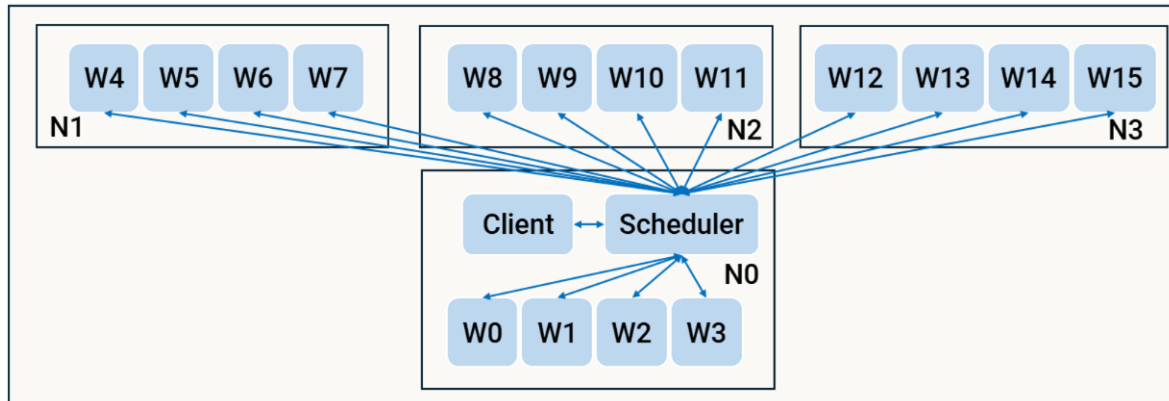 W4 W5 W6 W7
N1
W8 W9 W10 W11
N2
W12 W13 W14 W15
N3
Client Scheduler
N0
W0 W1 W2 W3